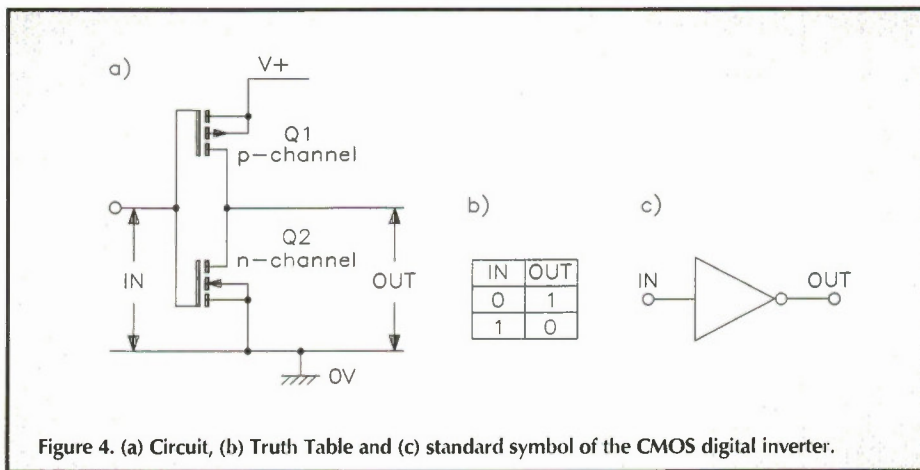 a)
V+
Q1
p-channel
Q2
n-channel
IN
OUT
0V
b)
IN OUT
0 1
1 0
c)
IN
OUT
Figure 4. (a) Circuit, (b) Truth Table and (c) standard symbol of the CMOS digital inverter.